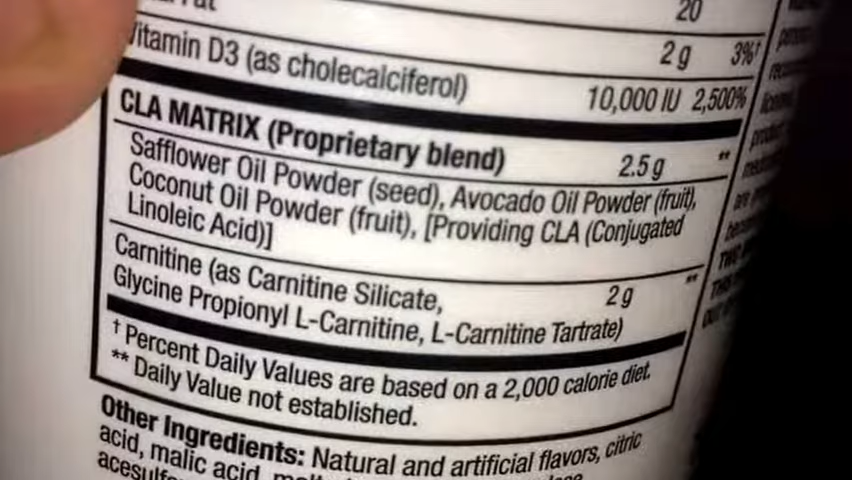 Fat 20
2 g 3%†
Vitamin D3 (as cholecalciferol) 10,000 IU 2,500%
CLA MATRIX (Proprietary blend) 2.5 g **
Safflower Oil Powder (seed), Avocado Oil Powder (fruit),
Coconut Oil Powder (fruit), [Providing CLA (Conjugated
Linoleic Acid)]
Carnitine (as Carnitine Silicate, 2 g **
Glycine Propionyl L-Carnitine, L-Carnitine Tartrate)
† Percent Daily Values are based on a 2,000 calorie diet.
** Daily Value not established.
Other Ingredients: Natural and artificial flavors, citric
acid, malic acid,